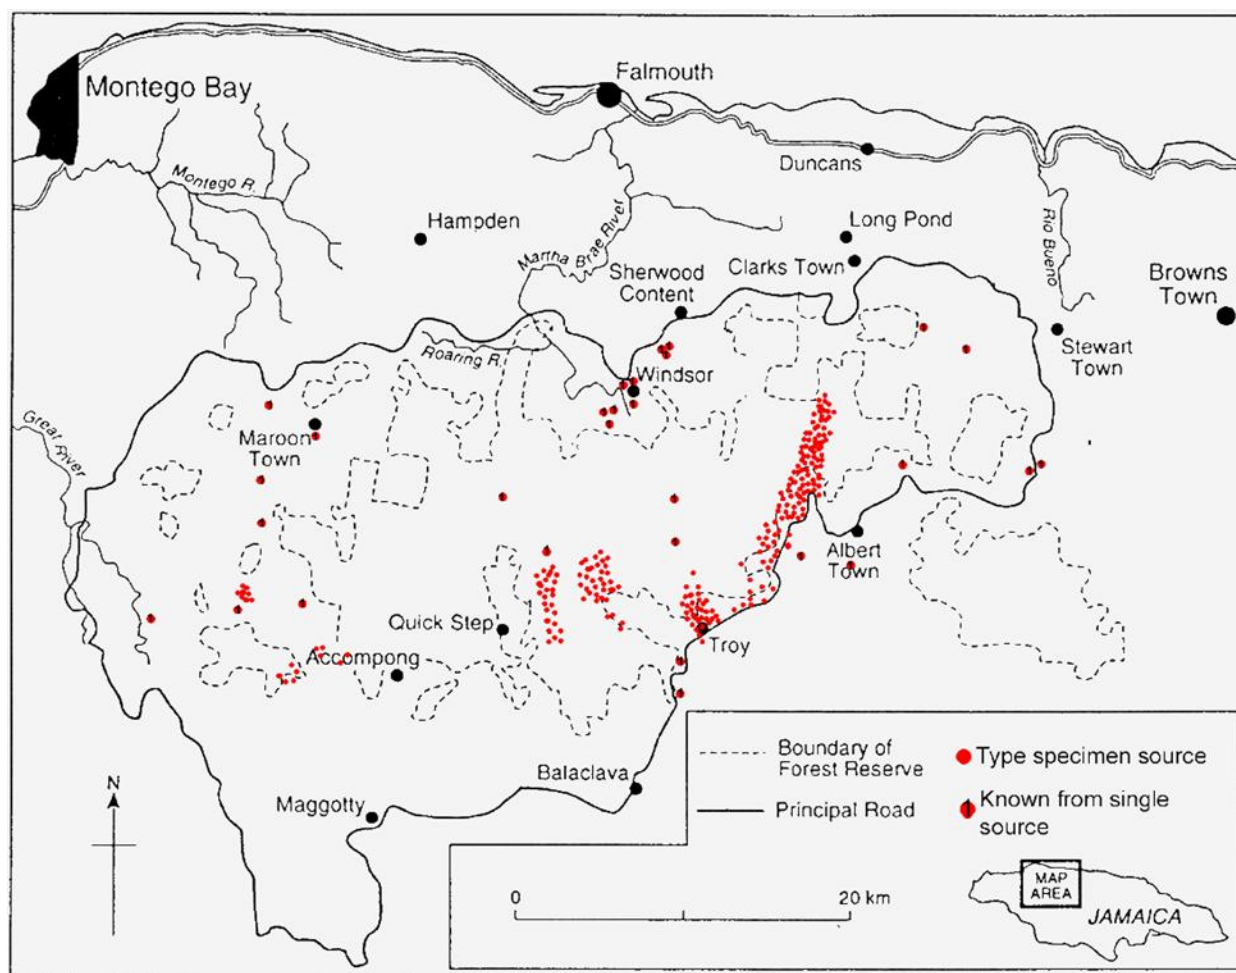 Montego Bay
Falmouth
Duncans
Montego R.
Hampden
Martha Brae River
Long Pond
Clarks Town
Rio Bueno
Sherwood
Content
Browns
Town
Stewart
Town
Roaring R.
Windsor
Great River
Maroon
Town
Albert
Town
Quick Step
Troy
Accompong
Balaclava
Maggotty
N
Boundary of
Forest Reserve
Principal Road
Type specimen source
Known from single
source
0 20 km
MAP
AREA
JAMAICA